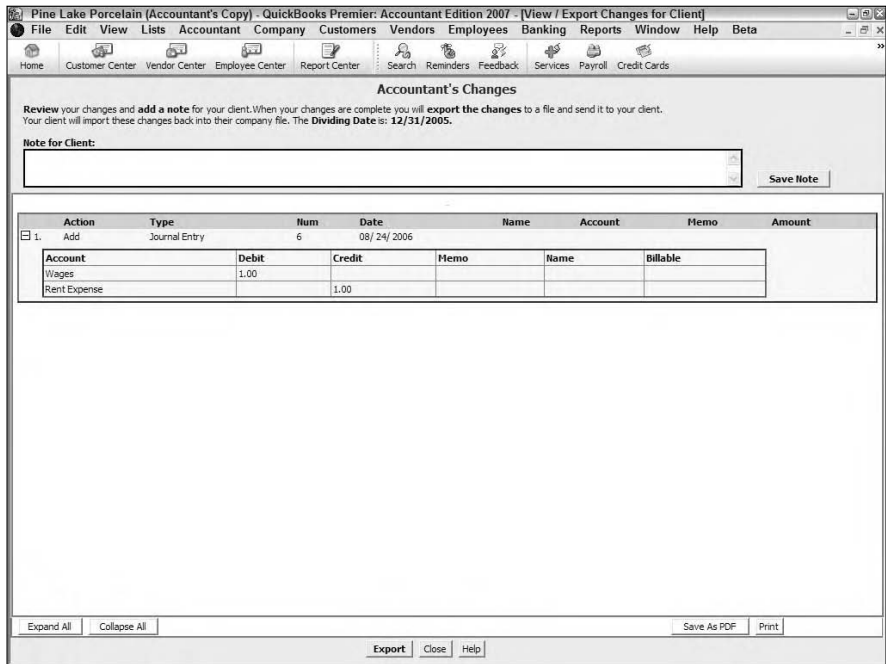 Pine Lake Porcelain (Accountant's Copy) - QuickBooks Premier: Accountant Edition 2007 - [View / Export Changes for Client]
File Edit View Lists Accountant Company Customers Vendors Employees Banking Reports Window Help Beta
Home Customer Center Vendor Center Employee Center Report Center Search Reminders Feedback Services Payroll Credit Cards
Accountant's Changes
Review your changes and add a note for your client.When your changes are complete you will export the changes to a file and send it to your client.
Your client will import these changes back into their company file. The Dividing Date is: 12/31/2005.
Note for Client:
Save Note
Action Type Num Date Name Account Memo Amount
1. Add Journal Entry 6 08/24/2006
Account Debit Credit Memo Name Billable
Wages 1.00
Rent Expense 1.00
Expand All Collapse All Save As PDF Print
Export Close Help